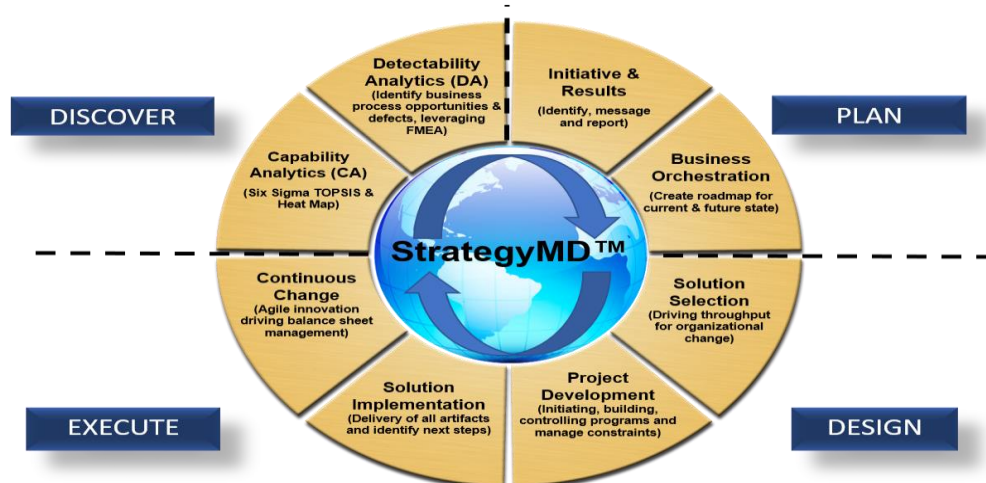 DISCOVER
Detectability
Analytics (DA)
(Identify business
process opportunities &
defects, leveraging
FMEA)
Capability
Analytics (CA)
(Six Sigma TOPSIS &
Heat Map)
Initiative &
Results
(Identify, message
and report)
PLAN
Business
Orchestration
(Create roadmap for
current & future state)
StrategyMD™
Continuous
Change
(Agile innovation
driving balance sheet
management)
Solution
Selection
(Driving throughput
for organizational
change)
Solution
Implementation
(Delivery of all artifacts
and identify next steps)
Project
Development
(Initiating, building,
controlling programs and
manage constraints)
EXECUTE
DESIGN